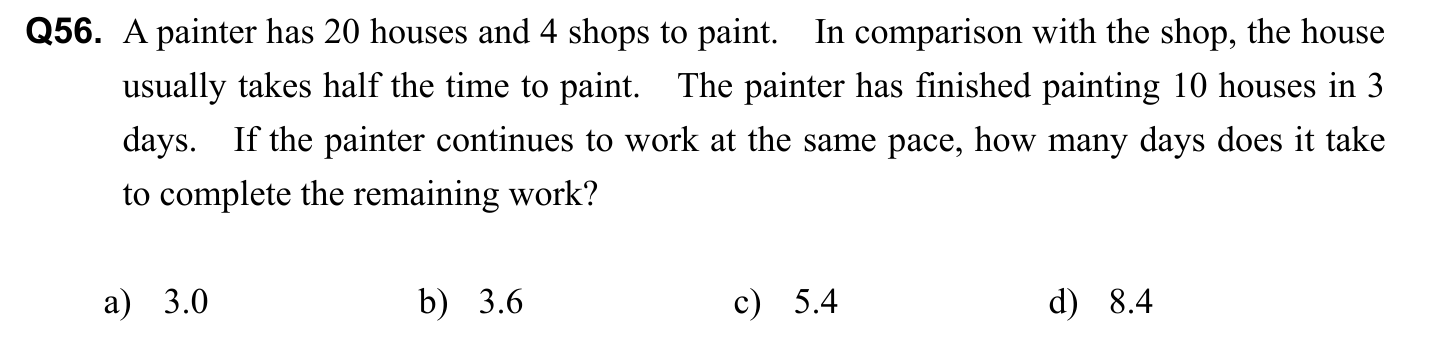 Q56. A painter has 20 houses and 4 shops to paint. In comparison with the shop, the house
usually takes half the time to paint. The painter has finished painting 10 houses in 3
days. If the painter continues to work at the same pace, how many days does it take
to complete the remaining work?
a) 3.0 b) 3.6 c) 5.4 d) 8.4